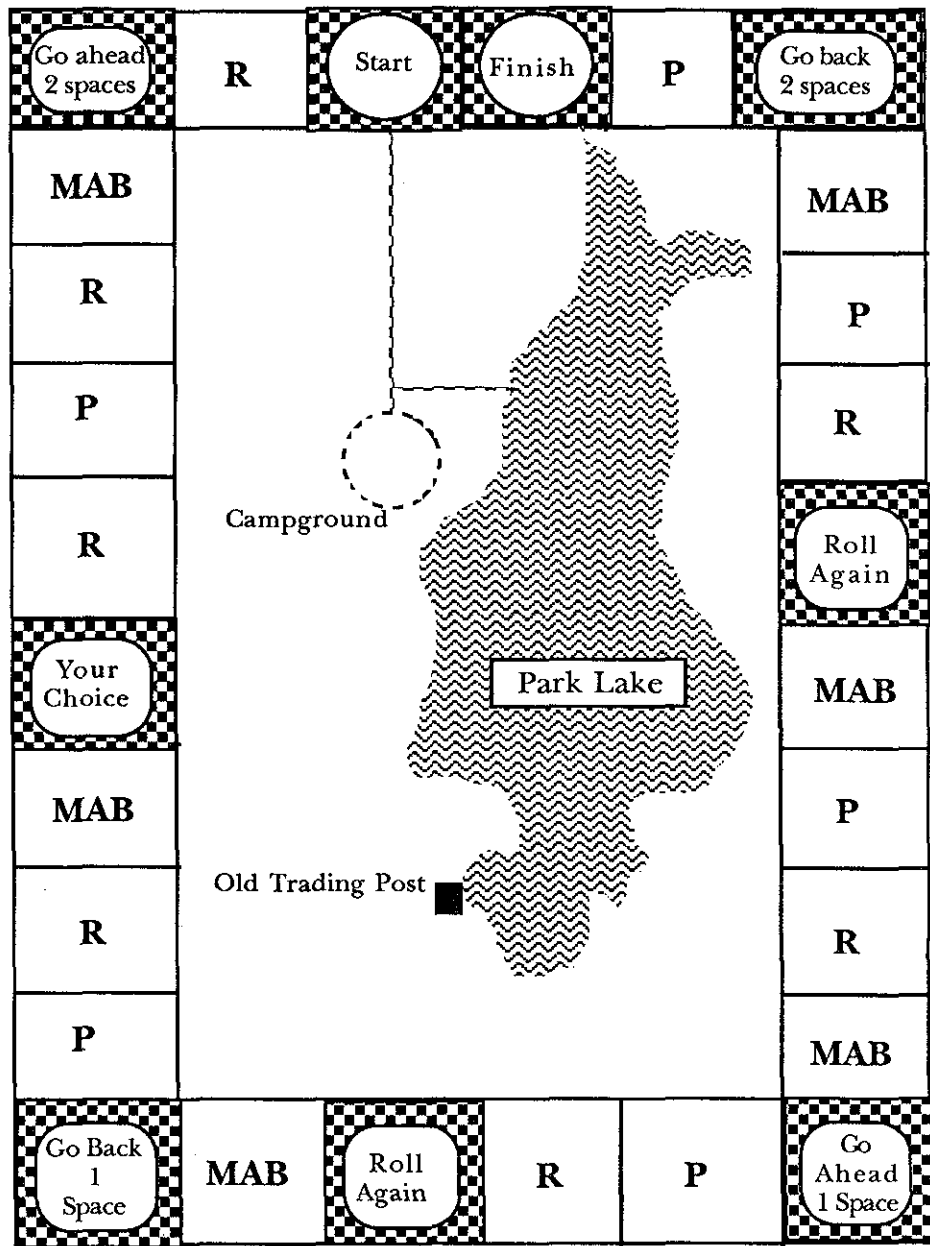 Go ahead
2 spaces
R
Start
Finish
P
Go back
2 spaces
MAB
MAB
R
P
P
R
R
Campground
Roll
Again
Your
Choice
Park Lake
MAB
MAB
P
Old Trading Post
R
R
P
MAB
Go Back
1
Space
MAB
Roll
Again
R
P
Go
Ahead
1 Space